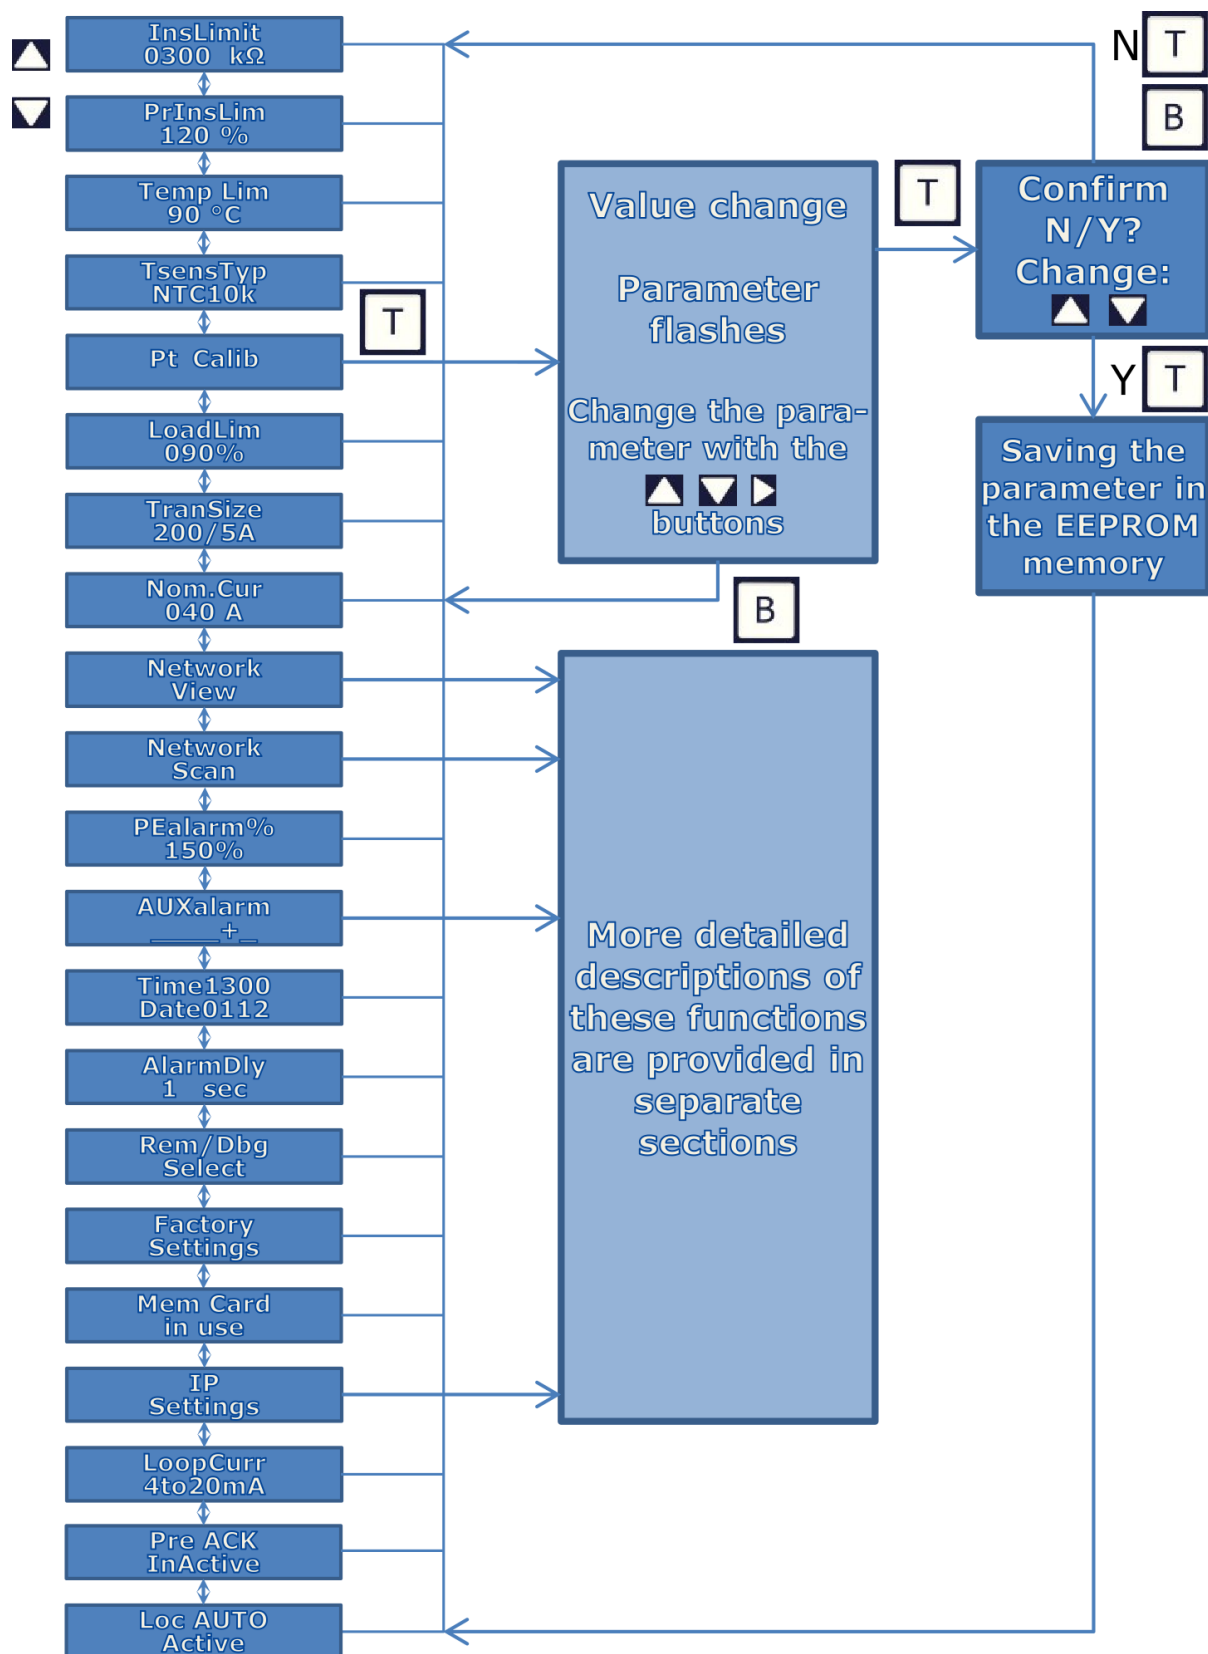 InsLimit
0300 kΩ
PrInsLim
120 %
Temp Lim
90 °C
TsensTyp
NTC10k
Pt Calib
LoadLim
090%
TranSize
200/5A
Nom.Cur
040 A
Network
View
Network
Scan
PEalarm%
150%
AUXalarm
_____+_
Time1300
Date0112
AlarmDly
1 sec
Rem/Dbg
Select
Factory
Settings
Mem Card
in use
IP
Settings
LoopCurr
4to20mA
Pre ACK
InActive
Loc AUTO
Active
T
Value change
Parameter
flashes
Change the para-
meter with the
buttons
B
More detailed
descriptions of
these functions
are provided in
separate
sections
T
N T
B
Confirm
N/Y?
Change:
Y T
Saving the
parameter in
the EEPROM
memory